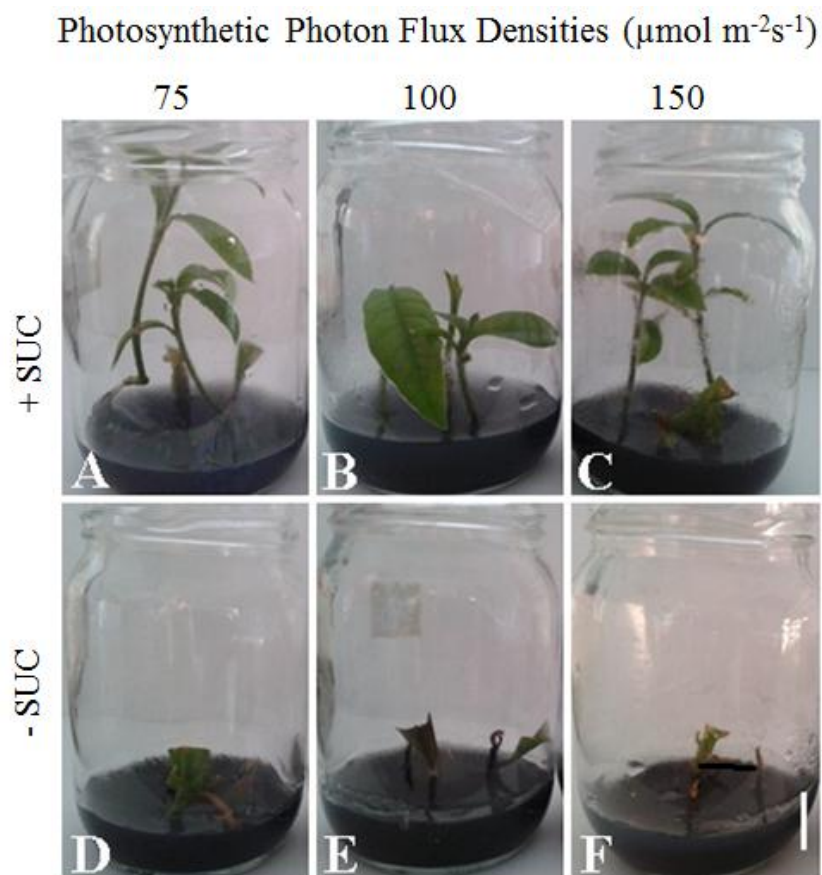 Photosynthetic Photon Flux Densities (µmol m-2s-1)
75 100 150
+ SUC
A B C
- SUC
D E F